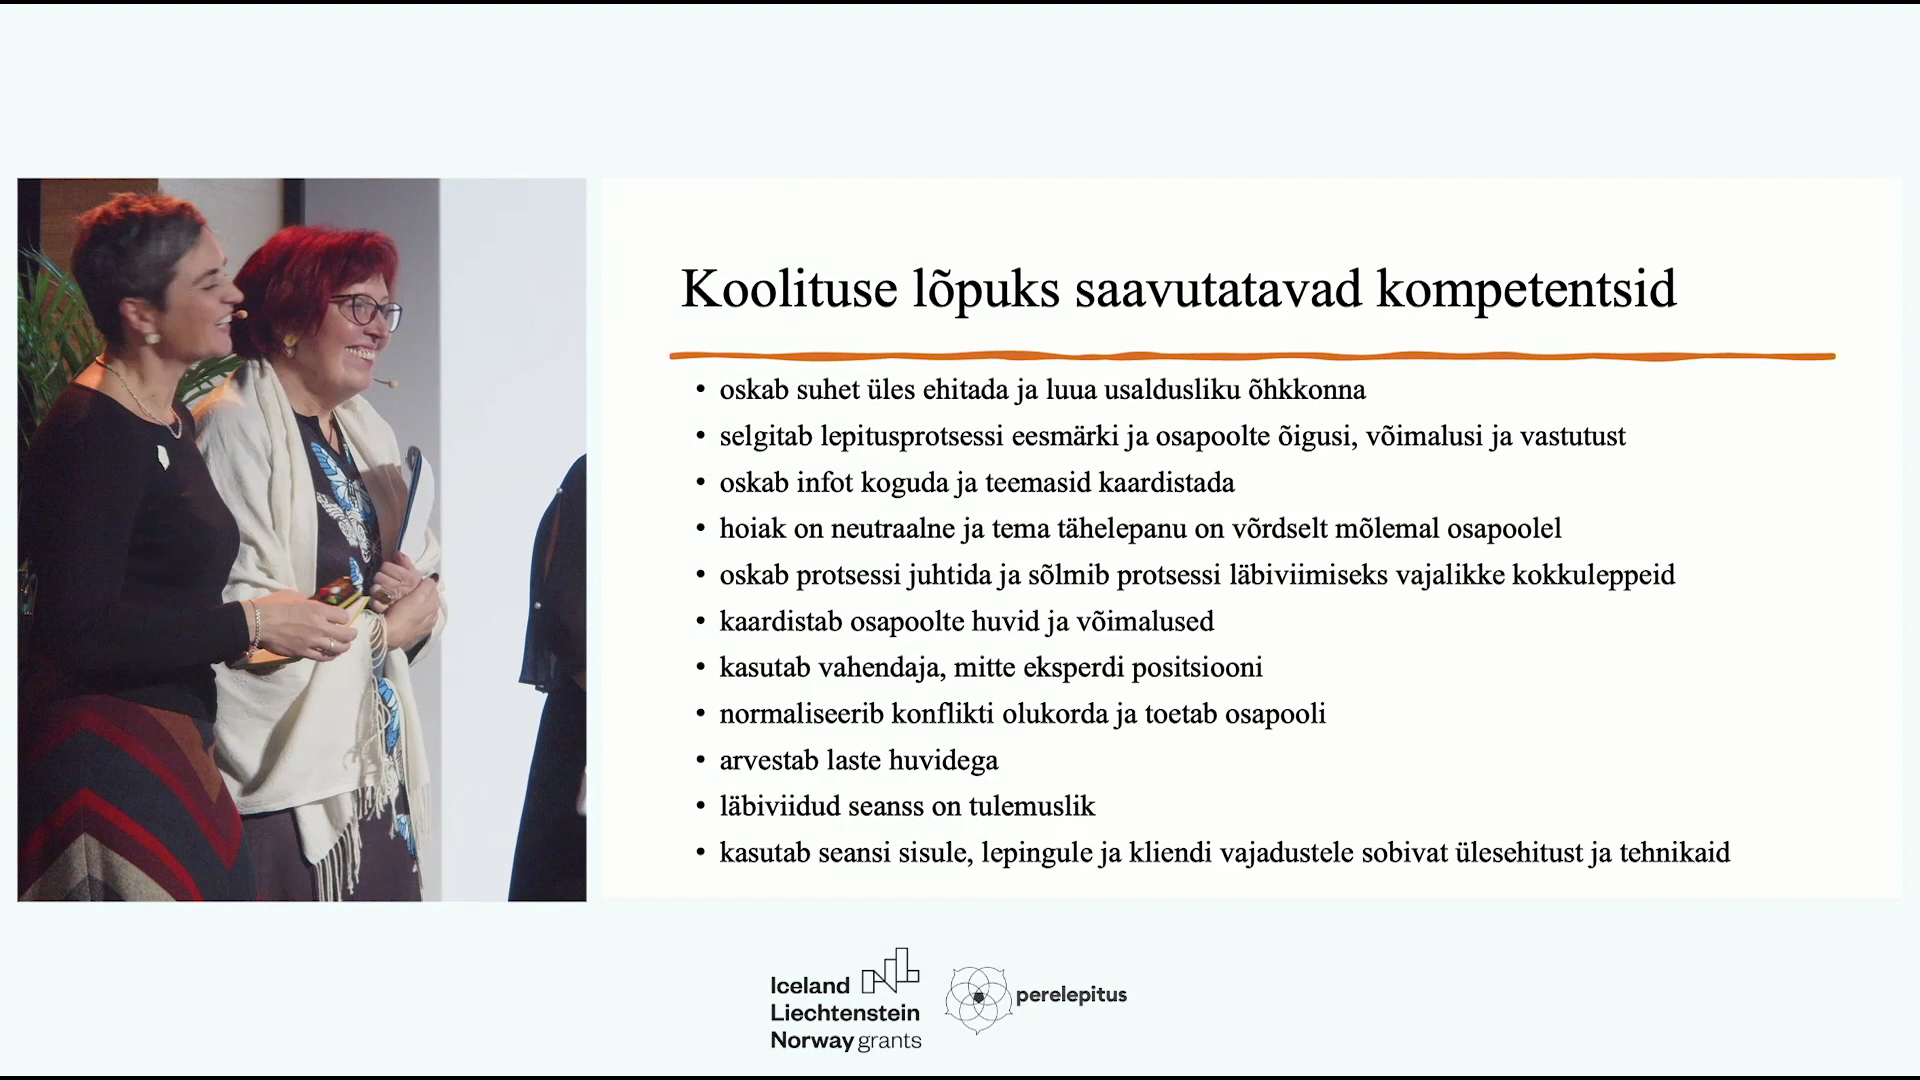 Koolituse lõpuks saavutatavad kompetentsid
• oskab suhet üles ehitada ja luua usaldusliku õhkkonna
• selgitab lepitusprotsessi eesmärki ja osapoolte õigusi, võimalusi ja vastutust
• oskab infot koguda ja teemasid kaardistada
• hoiak on neutraalne ja tema tähelepanu on võrdselt mõlemal osapoolel
• oskab protsessi juhtida ja sõlmib protsessi läbiviimiseks vajalikke kokkuleppeid
• kaardistab osapoolte huvid ja võimalused
• kasutab vahendaja, mitte eksperdi positsiooni
• normaliseerib konflikti olukorda ja toetab osapooli
• arvestab laste huvidega
• läbiviidud seanss on tulemuslik
• kasutab seansi sisule, lepingule ja kliendi vajadustele sobivat ülesehitust ja tehnikaid
Iceland
Liechtenstein
Norway grants
perelepitus